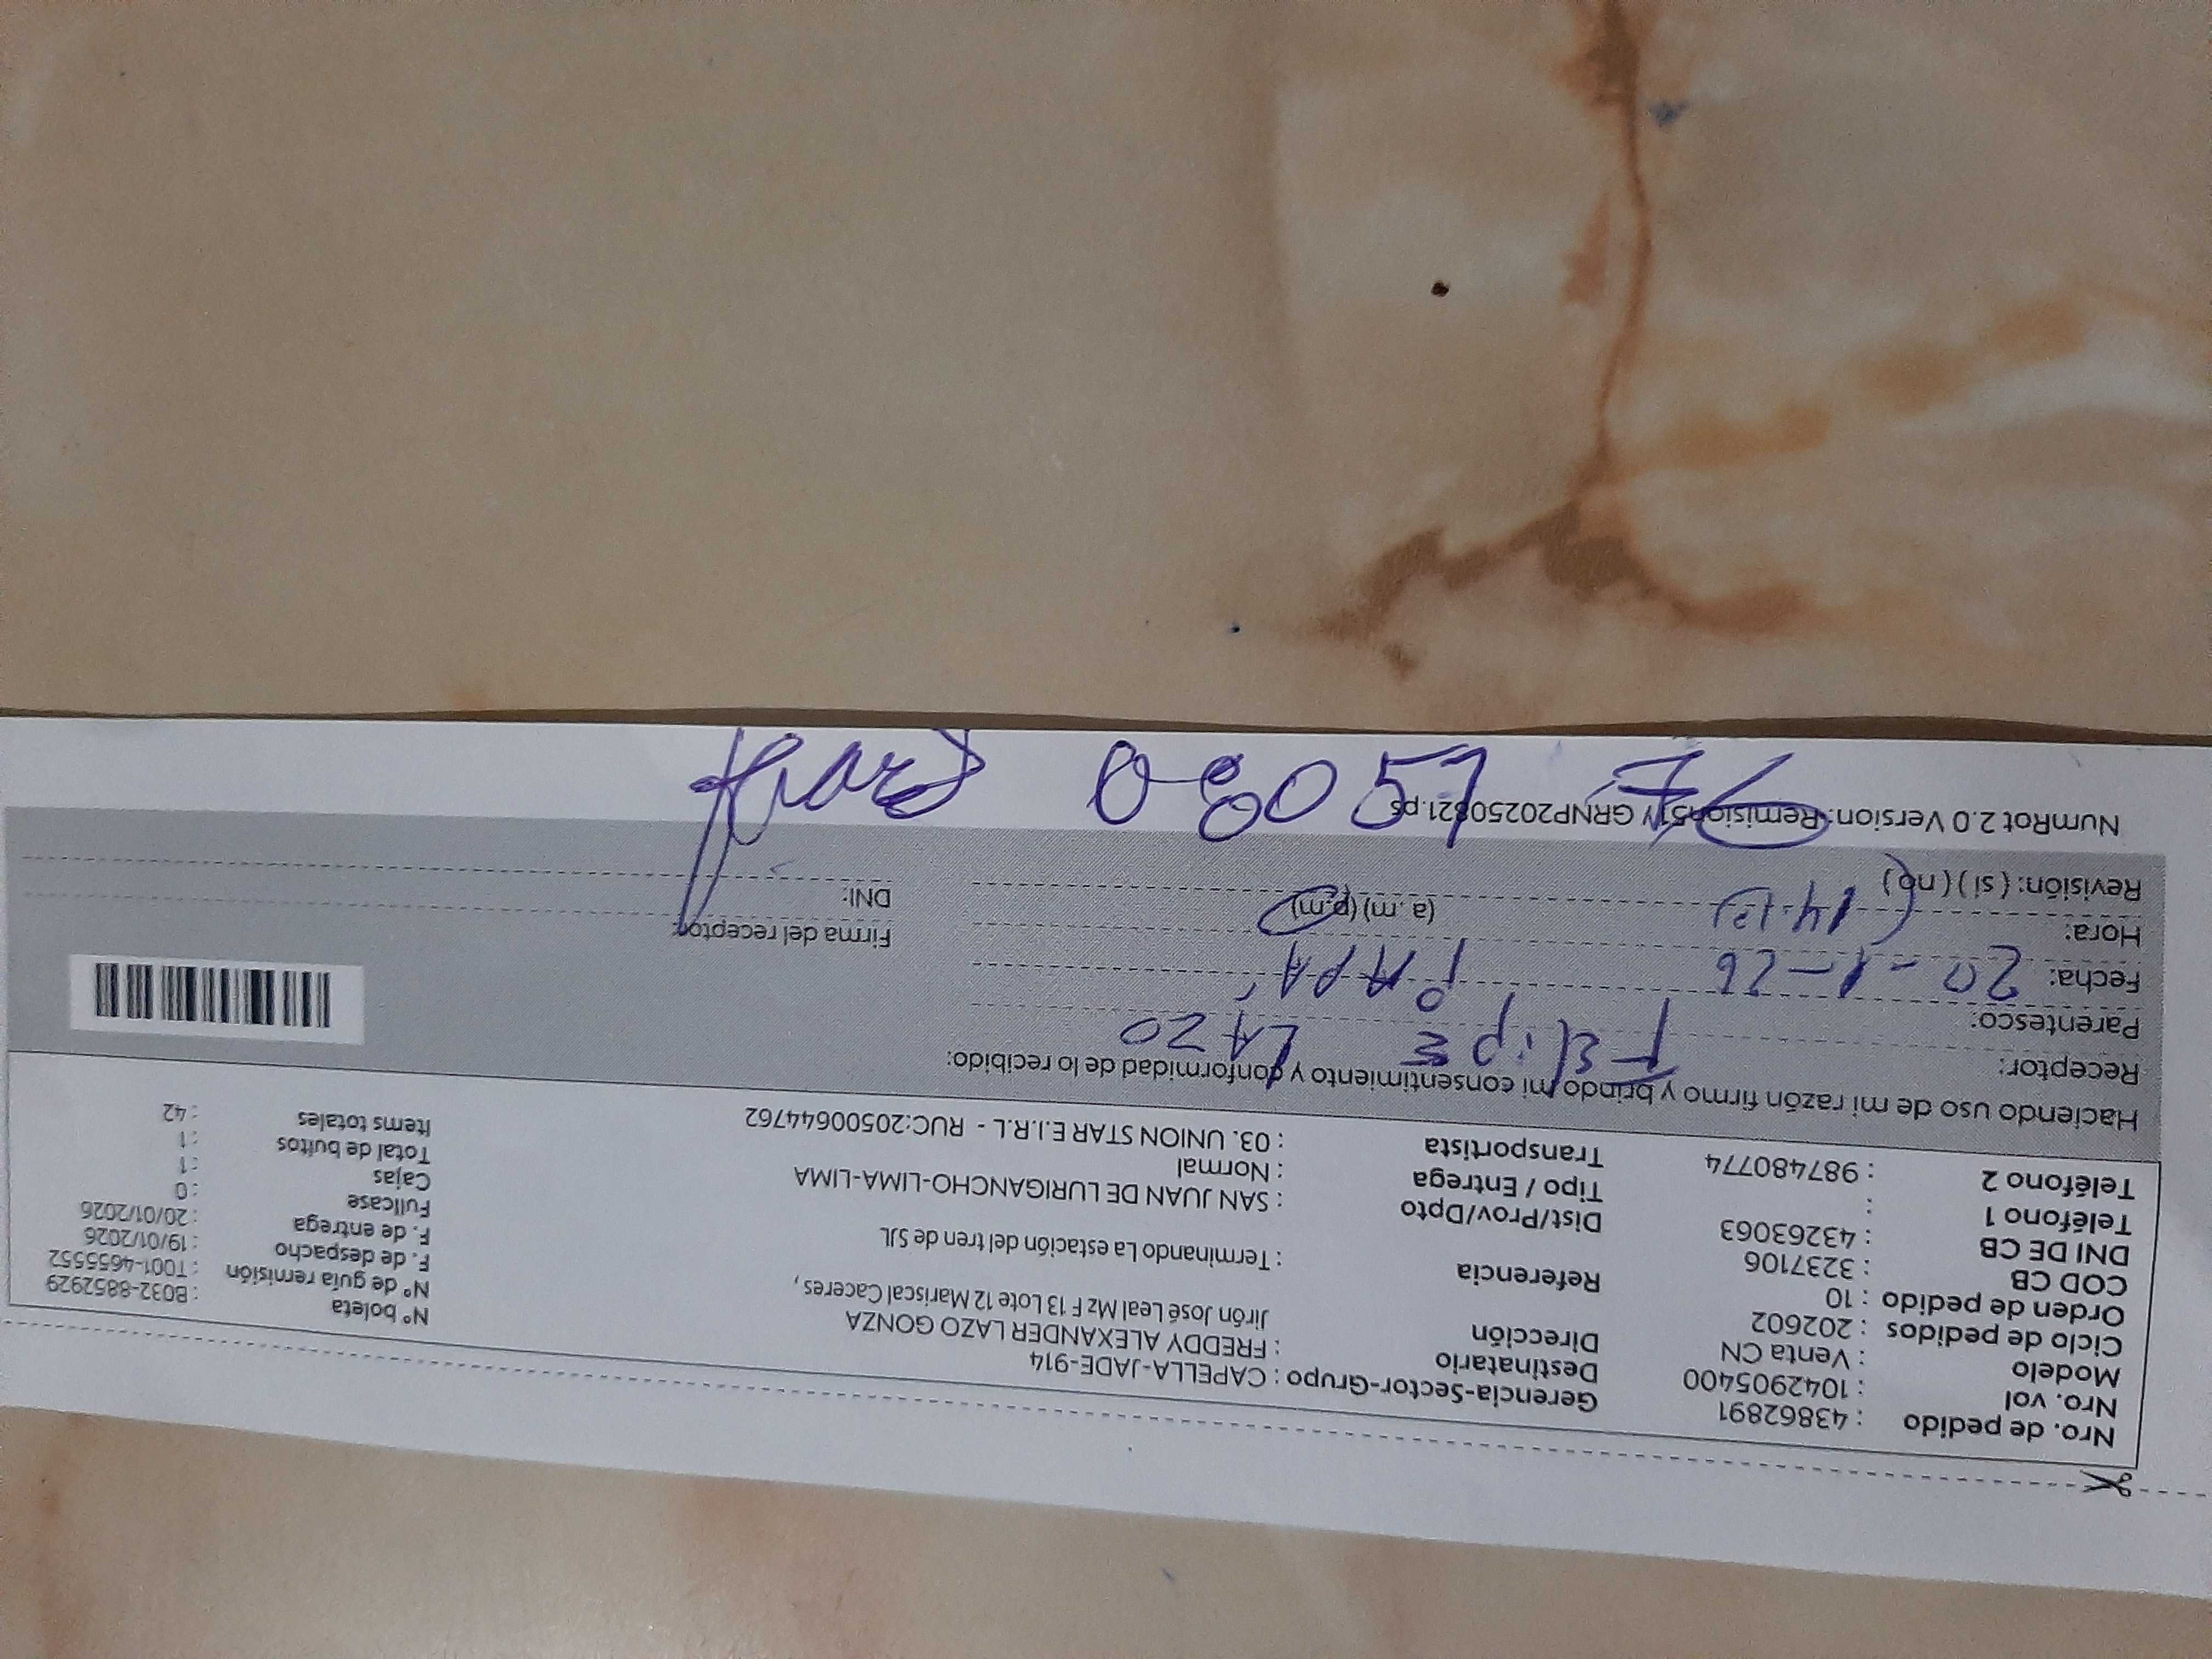 Nro. de pedido : 43862891
Nro. vol : 1042905400
Modelo : Venta CN
Ciclo de pedidos : 202602
Orden de pedido : 10
COD CB : 3237106
DNI DE CB : 43263063
Teléfono 1 :
Teléfono 2 : 987480774
Gerencia-Sector-Grupo : CAPELLA-JADE-914
Destinatario : FREDDY ALEXANDER LAZO GONZA
Dirección Jirón José Leal Mz F 13 Lote 12 Mariscal Caceres,
Referencia : Terminando La estación del tren de SJL
Dist/Prov/Dpto : SAN JUAN DE LURIGANCHO-LIMA-LIMA
Tipo / Entrega : Normal
Transportista : 03. UNION STAR E.I.R.L - RUC:20500644762
N° boleta : B032-8852929
N° de guía remisión : T001-4655552
F. de despacho : 19/01/2026
F. de entrega : 20/01/2026
Fullcase : 0
Cajas : 1
Total de bultos : 1
Items totales : 42
Haciendo uso de mi razón firmo y brindo mi consentimiento y conformidad de lo recibido:
Receptor: FElipE LAZO
Parentesco: PAPÁ
Fecha: 20-1-26
Hora: (a.m) (p.m)
Revisión: ( si ) ( no )
Firma del receptor:
DNI:
NumRot 2.0 Version: GRNP20250821.ps